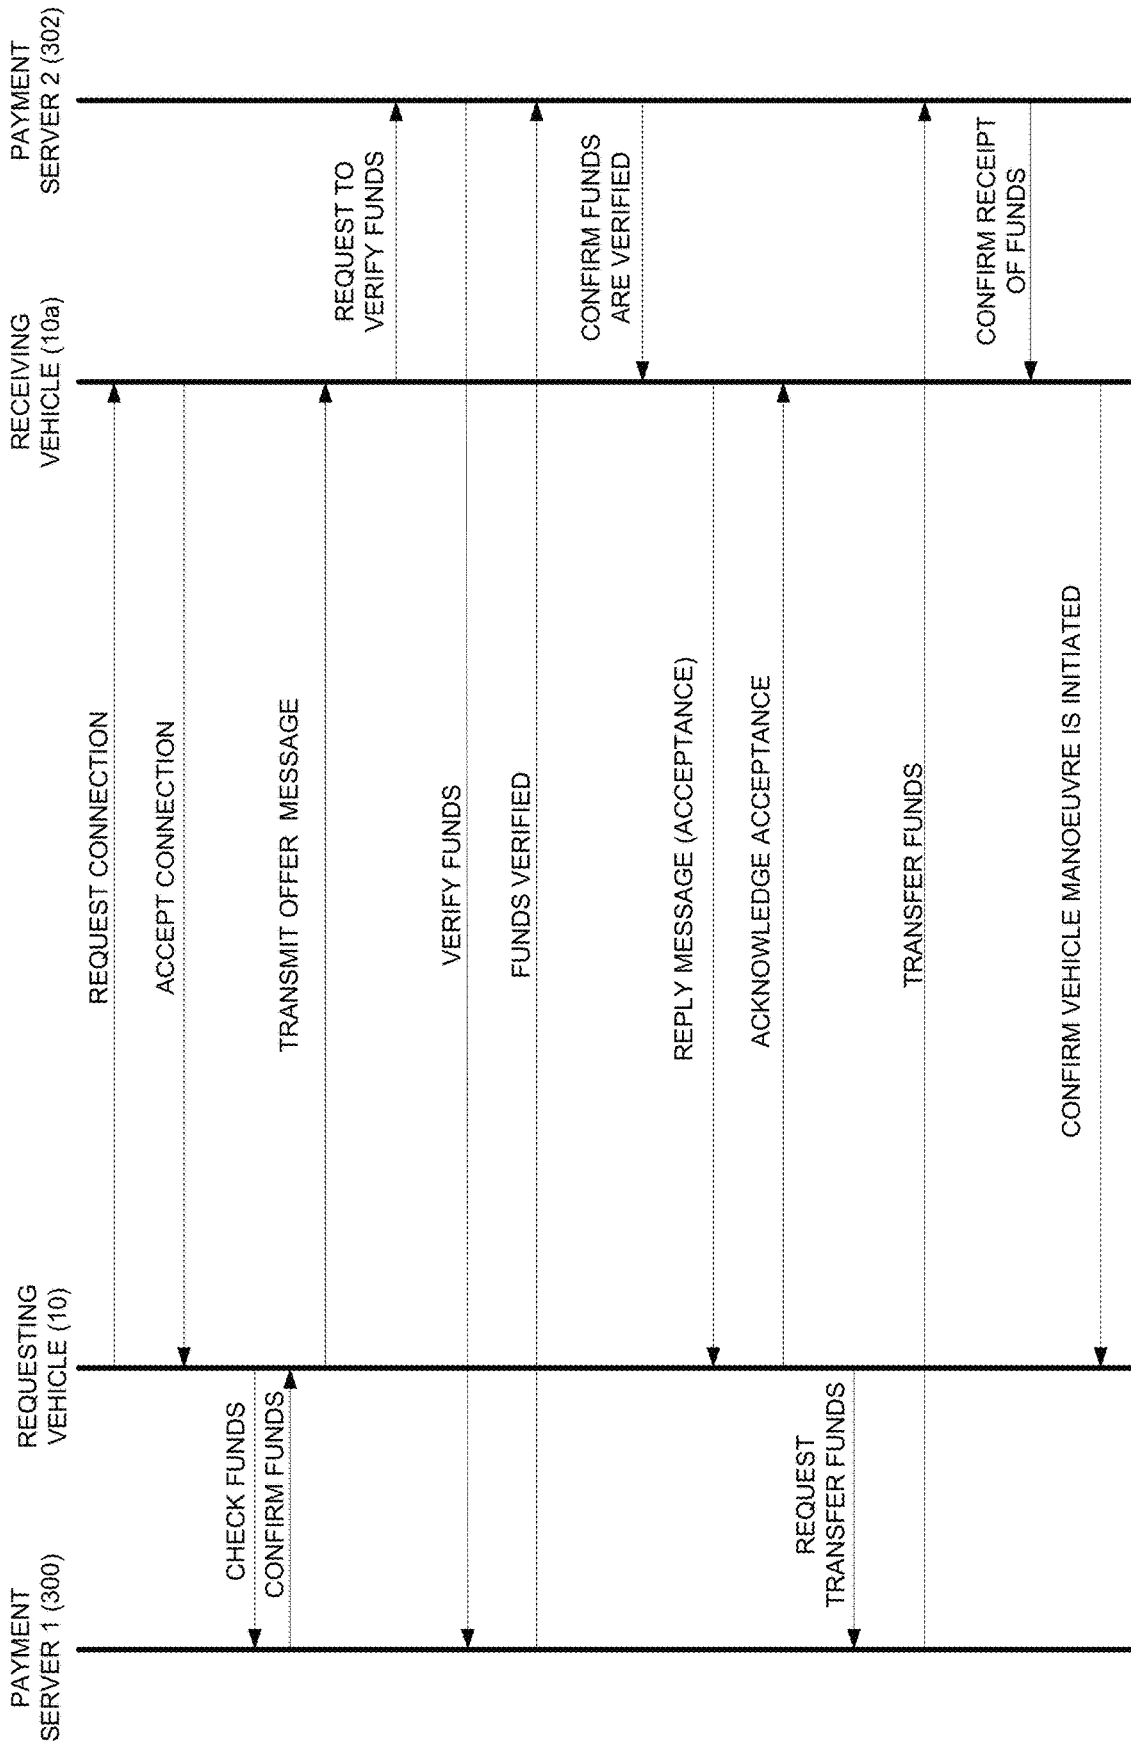 PAYMENT
SERVER 1 (300)
REQUESTING
VEHICLE (10)
RECEIVING
VEHICLE (10a)
PAYMENT
SERVER 2 (302)
REQUEST CONNECTION
ACCEPT CONNECTION
CHECK FUNDS
CONFIRM FUNDS
TRANSMIT OFFER MESSAGE
REQUEST TO
VERIFY FUNDS
VERIFY FUNDS
FUNDS VERIFIED
CONFIRM FUNDS
ARE VERIFIED
REPLY MESSAGE (ACCEPTANCE)
ACKNOWLEDGE ACCEPTANCE
REQUEST
TRANSFER FUNDS
TRANSFER FUNDS
CONFIRM RECEIPT
OF FUNDS
CONFIRM VEHICLE MANOEUVRE IS INITIATED